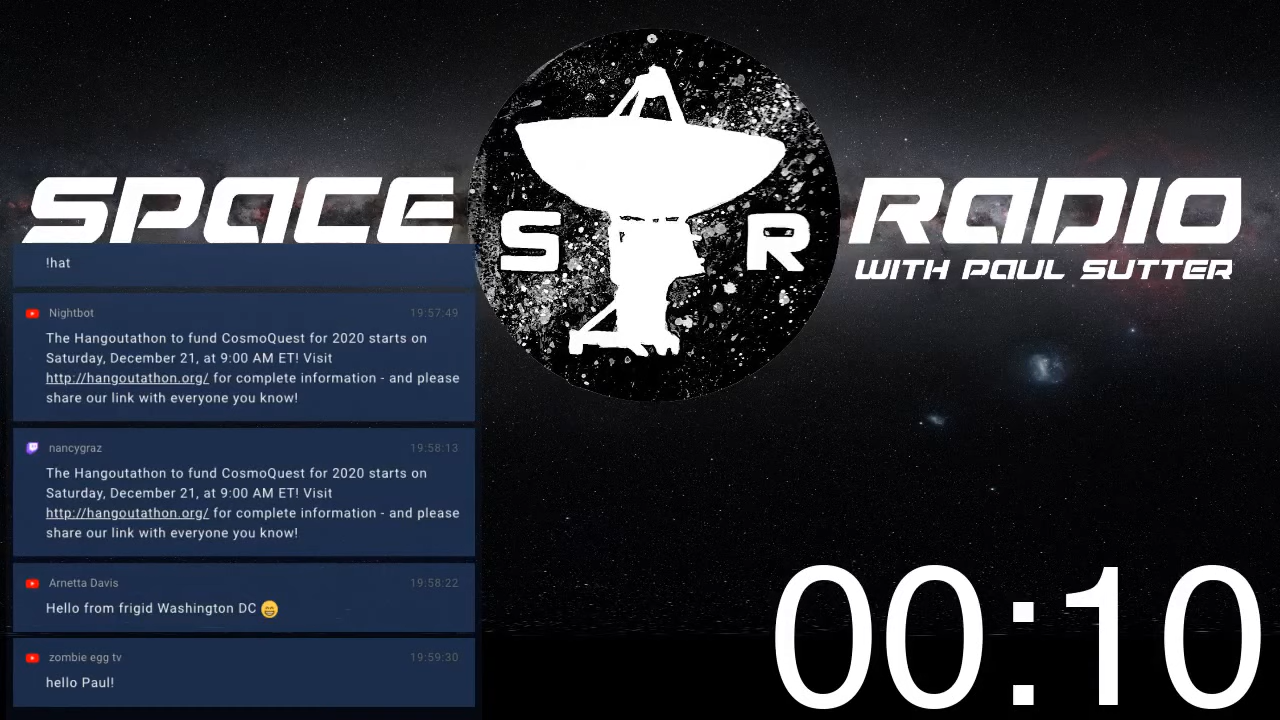 SPACE
S R
RADIO
WITH PAUL SUTTER
!hat
Nightbot 19:57:49
The Hangoutathon to fund CosmoQuest for 2020 starts on
Saturday, December 21, at 9:00 AM ET! Visit
http://hangoutathon.org/ for complete information - and please
share our link with everyone you know!
nancygraz 19:58:13
The Hangoutathon to fund CosmoQuest for 2020 starts on
Saturday, December 21, at 9:00 AM ET! Visit
http://hangoutathon.org/ for complete information - and please
share our link with everyone you know!
Arnetta Davis 19:58:22
Hello from frigid Washington DC 😄
zombie egg tv 19:59:30
hello Paul!
00:10